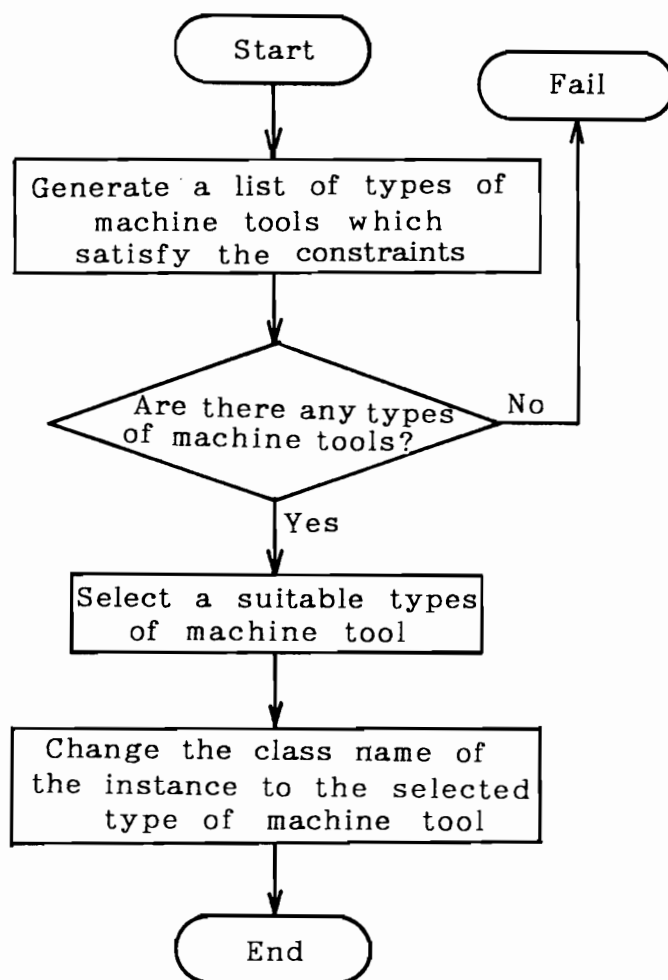 Start
Fail
Generate a list of types of
machine tools which
satisfy the constraints
Are there any types
of machine tools?
No
Yes
Select a suitable types
of machine tool
Change the class name of
the instance to the selected
type of machine tool
End